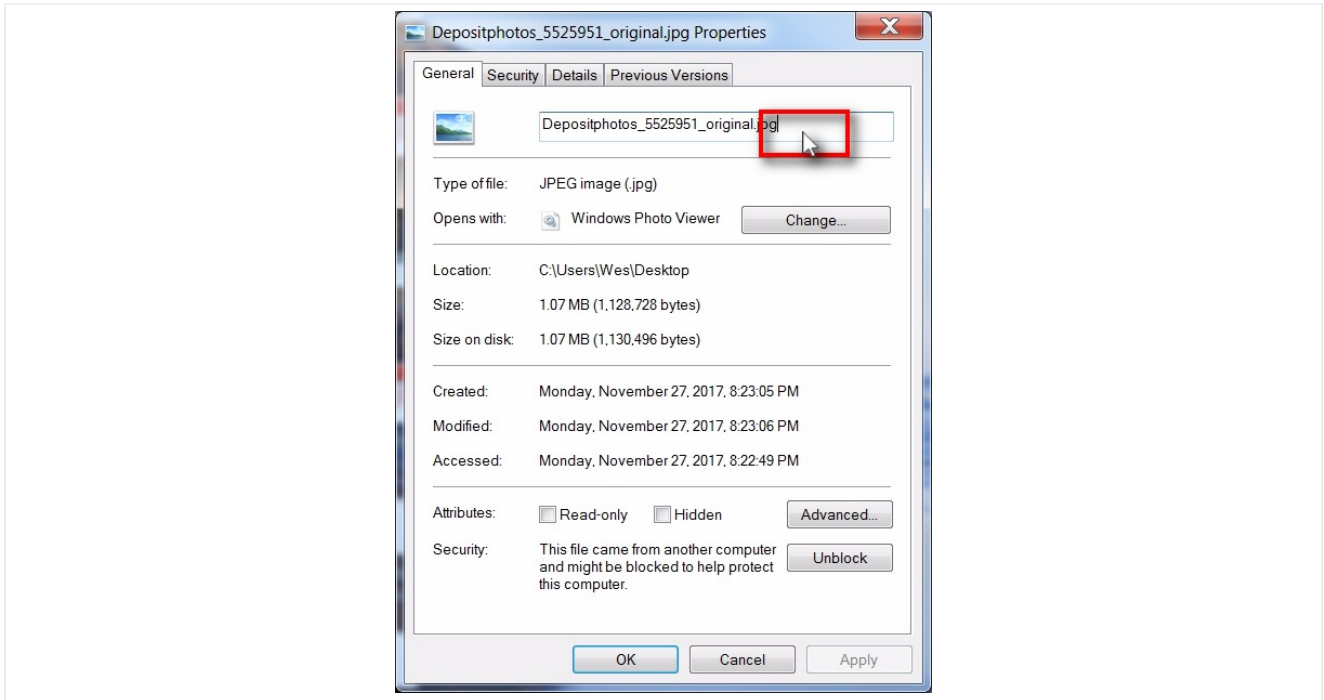 Depositphotos_5525951_original.jpg Properties
X
General Security Details Previous Versions
Depositphotos_5525951_original.jpg
Type of file: JPEG image (.jpg)
Opens with: Windows Photo Viewer Change...
Location: C:\Users\Wes\Desktop
Size: 1.07 MB (1,128,728 bytes)
Size on disk: 1.07 MB (1,130,496 bytes)
Created: Monday, November 27, 2017, 8:23:05 PM
Modified: Monday, November 27, 2017, 8:23:06 PM
Accessed: Monday, November 27, 2017, 8:22:49 PM
Attributes: Read-only Hidden Advanced...
Security: This file came from another computer
and might be blocked to help protect
this computer.
Unblock
OK Cancel Apply